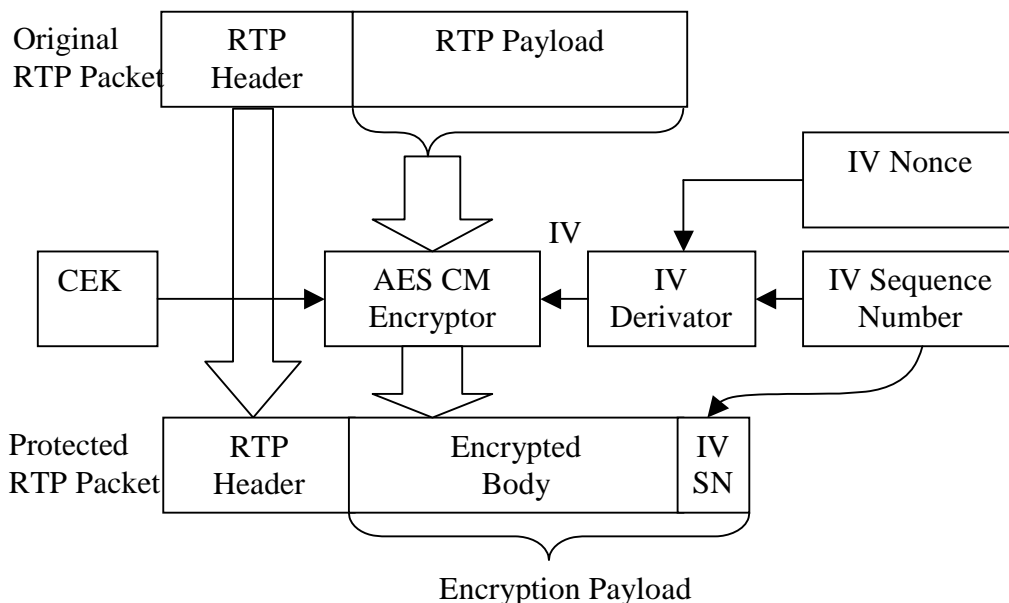 Original
RTP Packet
RTP
Header
RTP Payload
IV Nonce
IV
CEK
AES CM
Encryptor
IV
Derivator
IV Sequence
Number
Protected
RTP Packet
RTP
Header
Encrypted
Body
IV
SN
Encryption Payload